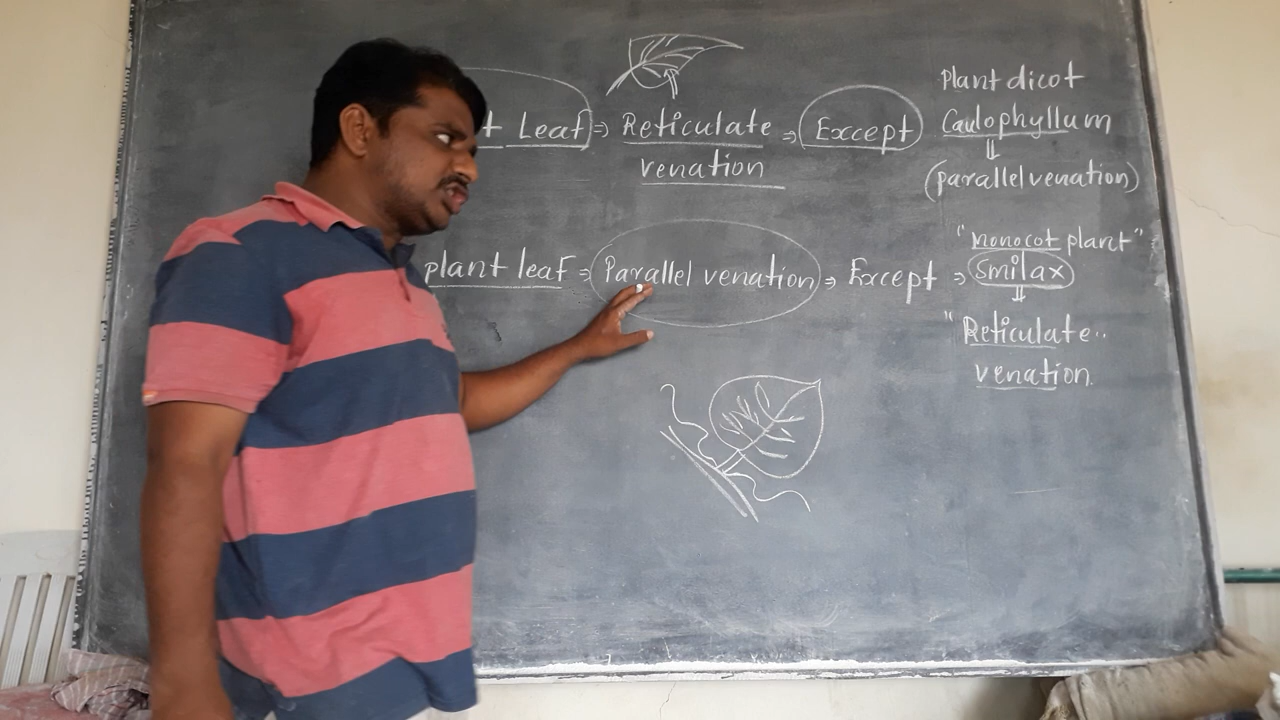 t Leaf ⇒ Reticulate ⇒ Except
venation
Plant dicot
Caulophyllum
⇓
(parallel venation)
plant leaf ⇒ Parallel venation ⇒ Except ⇒
"monocot plant"
Smilax
⇓
"Reticulate"
venation.